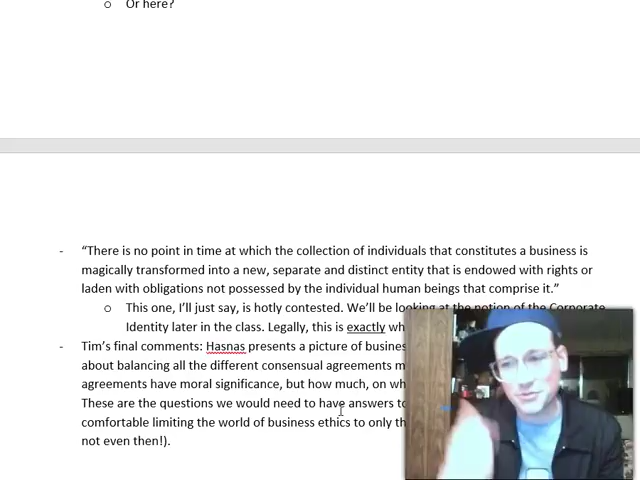 o Or here?
- “There is no point in time at which the collection of individuals that constitutes a business is
magically transformed into a new, separate and distinct entity that is endowed with rights or
laden with obligations not possessed by the individual human beings that comprise it.”
o This one, I’ll just say, is hotly contested. We’ll be looking at the notion of the Corporate
Identity later in the class. Legally, this is exactly
- Tim’s final comments: Hasnas presents a picture of
about balancing all the different consensual agreements
agreements have moral significance, but how much, on
These are the questions we would need to have answers
comfortable limiting the world of business ethics to only
not even then!).